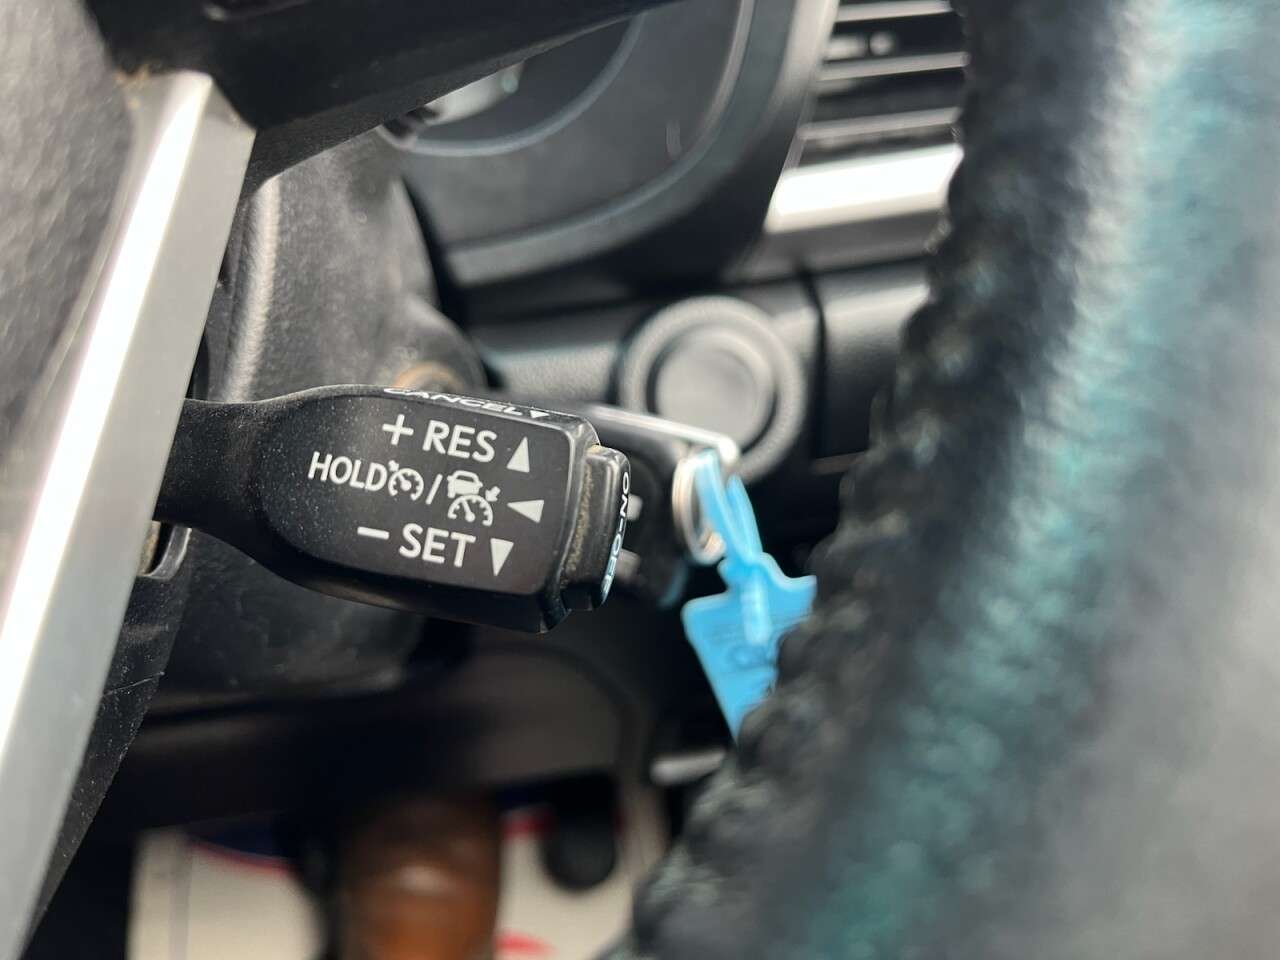 CANCEL
+ RES
HOLD /
− SET
ON-OFF